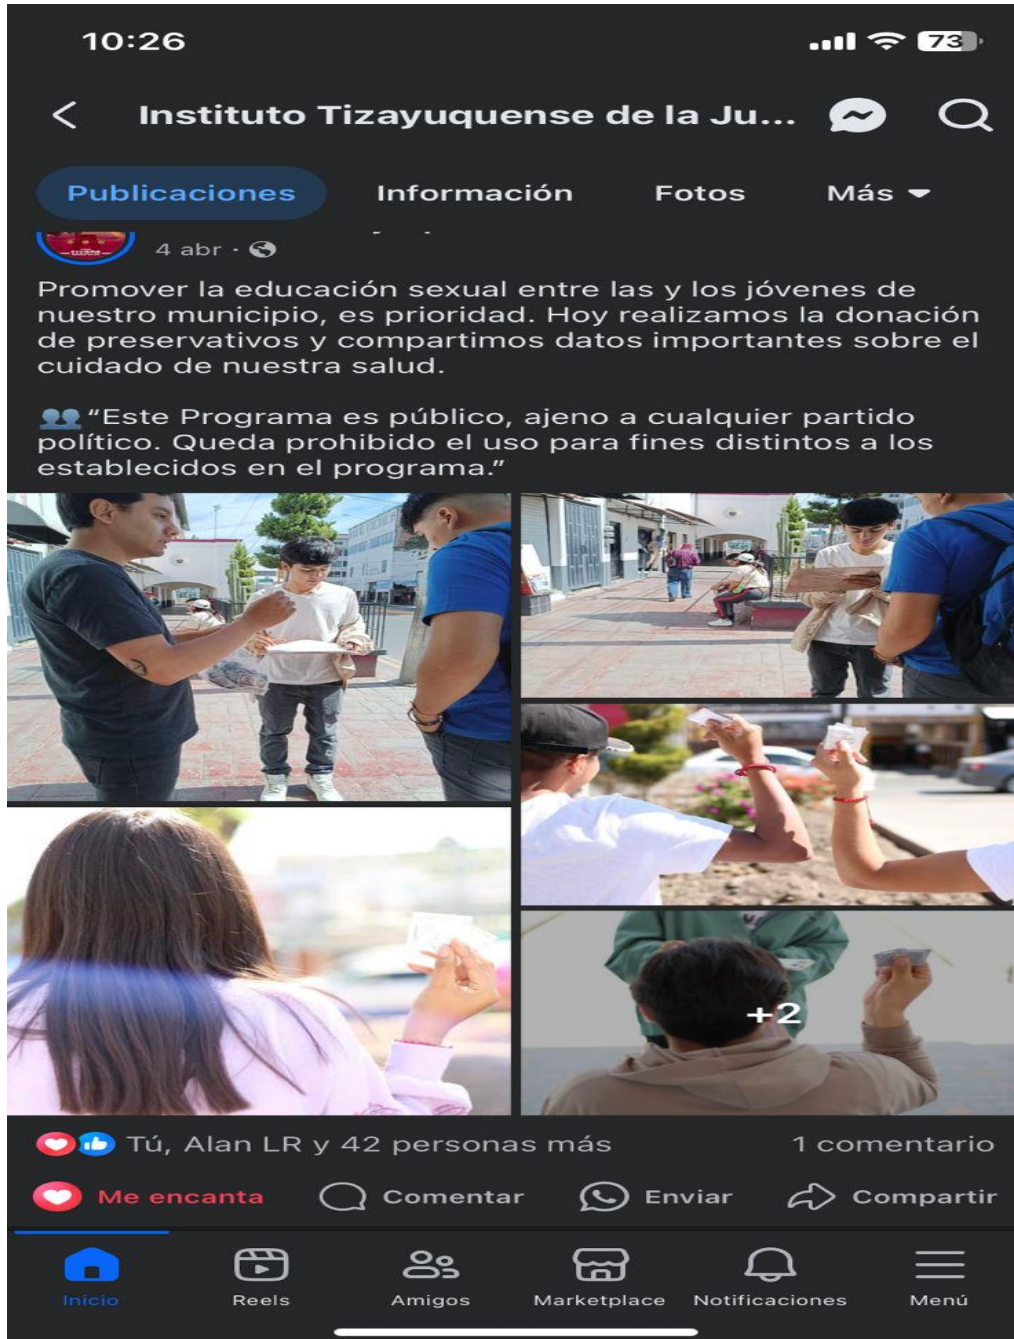 10:26
73
Instituto Tizayuquense de la Ju...
Publicaciones
Información
Fotos
Más
4 abr ·
Promover la educación sexual entre las y los jóvenes de
nuestro municipio, es prioridad. Hoy realizamos la donación
de preservativos y compartimos datos importantes sobre el
cuidado de nuestra salud.
👥“Este Programa es público, ajeno a cualquier partido
político. Queda prohibido el uso para fines distintos a los
establecidos en el programa.”
+2
Tú, Alan LR y 42 personas más
1 comentario
Me encanta
Comentar
Enviar
Compartir
Inicio
Reels
Amigos
Marketplace
Notificaciones
Menú